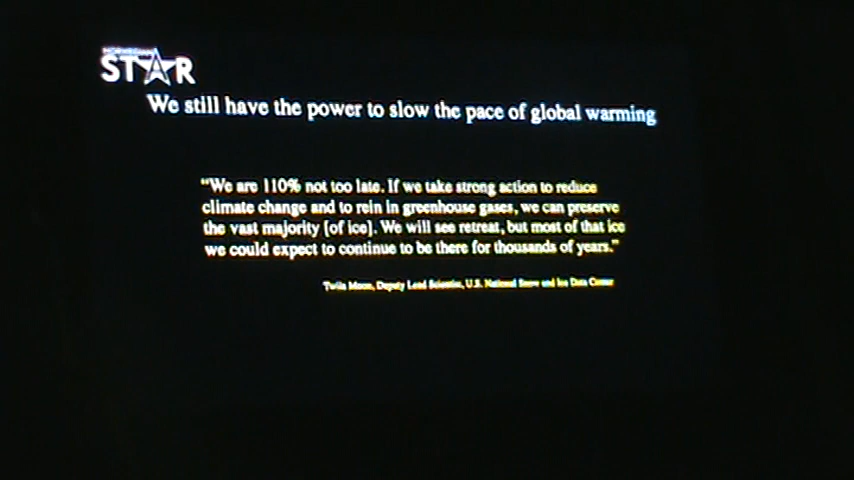 NORWEGIAN
STAR
We still have the power to slow the pace of global warming
“We are 110% not too late. If we take strong action to reduce
climate change and to rein in greenhouse gases, we can preserve
the vast majority [of ice]. We will see retreat, but most of that ice
we could expect to continue to be there for thousands of years.”
Twila Moon, Deputy Lead Scientist, U.S. National Snow and Ice Data Center